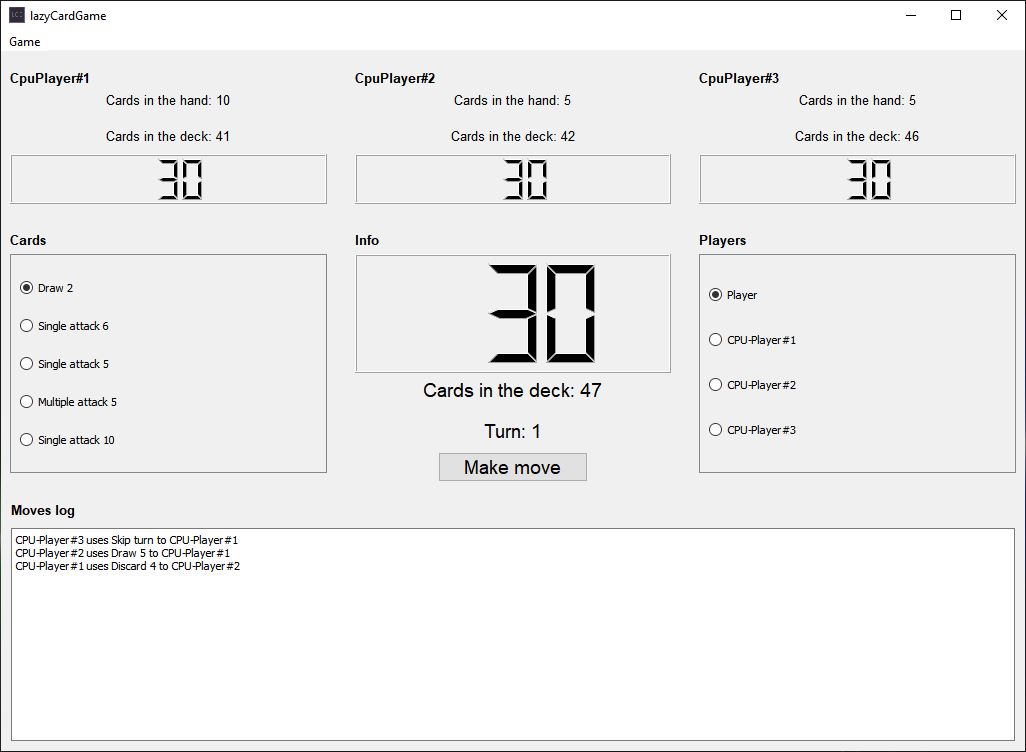 lazyCardGame
Game
CpuPlayer#1
Cards in the hand: 10
Cards in the deck: 41
30
CpuPlayer#2
Cards in the hand: 5
Cards in the deck: 42
30
CpuPlayer#3
Cards in the hand: 5
Cards in the deck: 46
30
Cards
Draw 2
Single attack 6
Single attack 5
Multiple attack 5
Single attack 10
Info
30
Cards in the deck: 47
Turn: 1
Make move
Players
Player
CPU-Player#1
CPU-Player#2
CPU-Player#3
Moves log
CPU-Player#3 uses Skip turn to CPU-Player#1
CPU-Player#2 uses Draw 5 to CPU-Player#1
CPU-Player#1 uses Discard 4 to CPU-Player#2